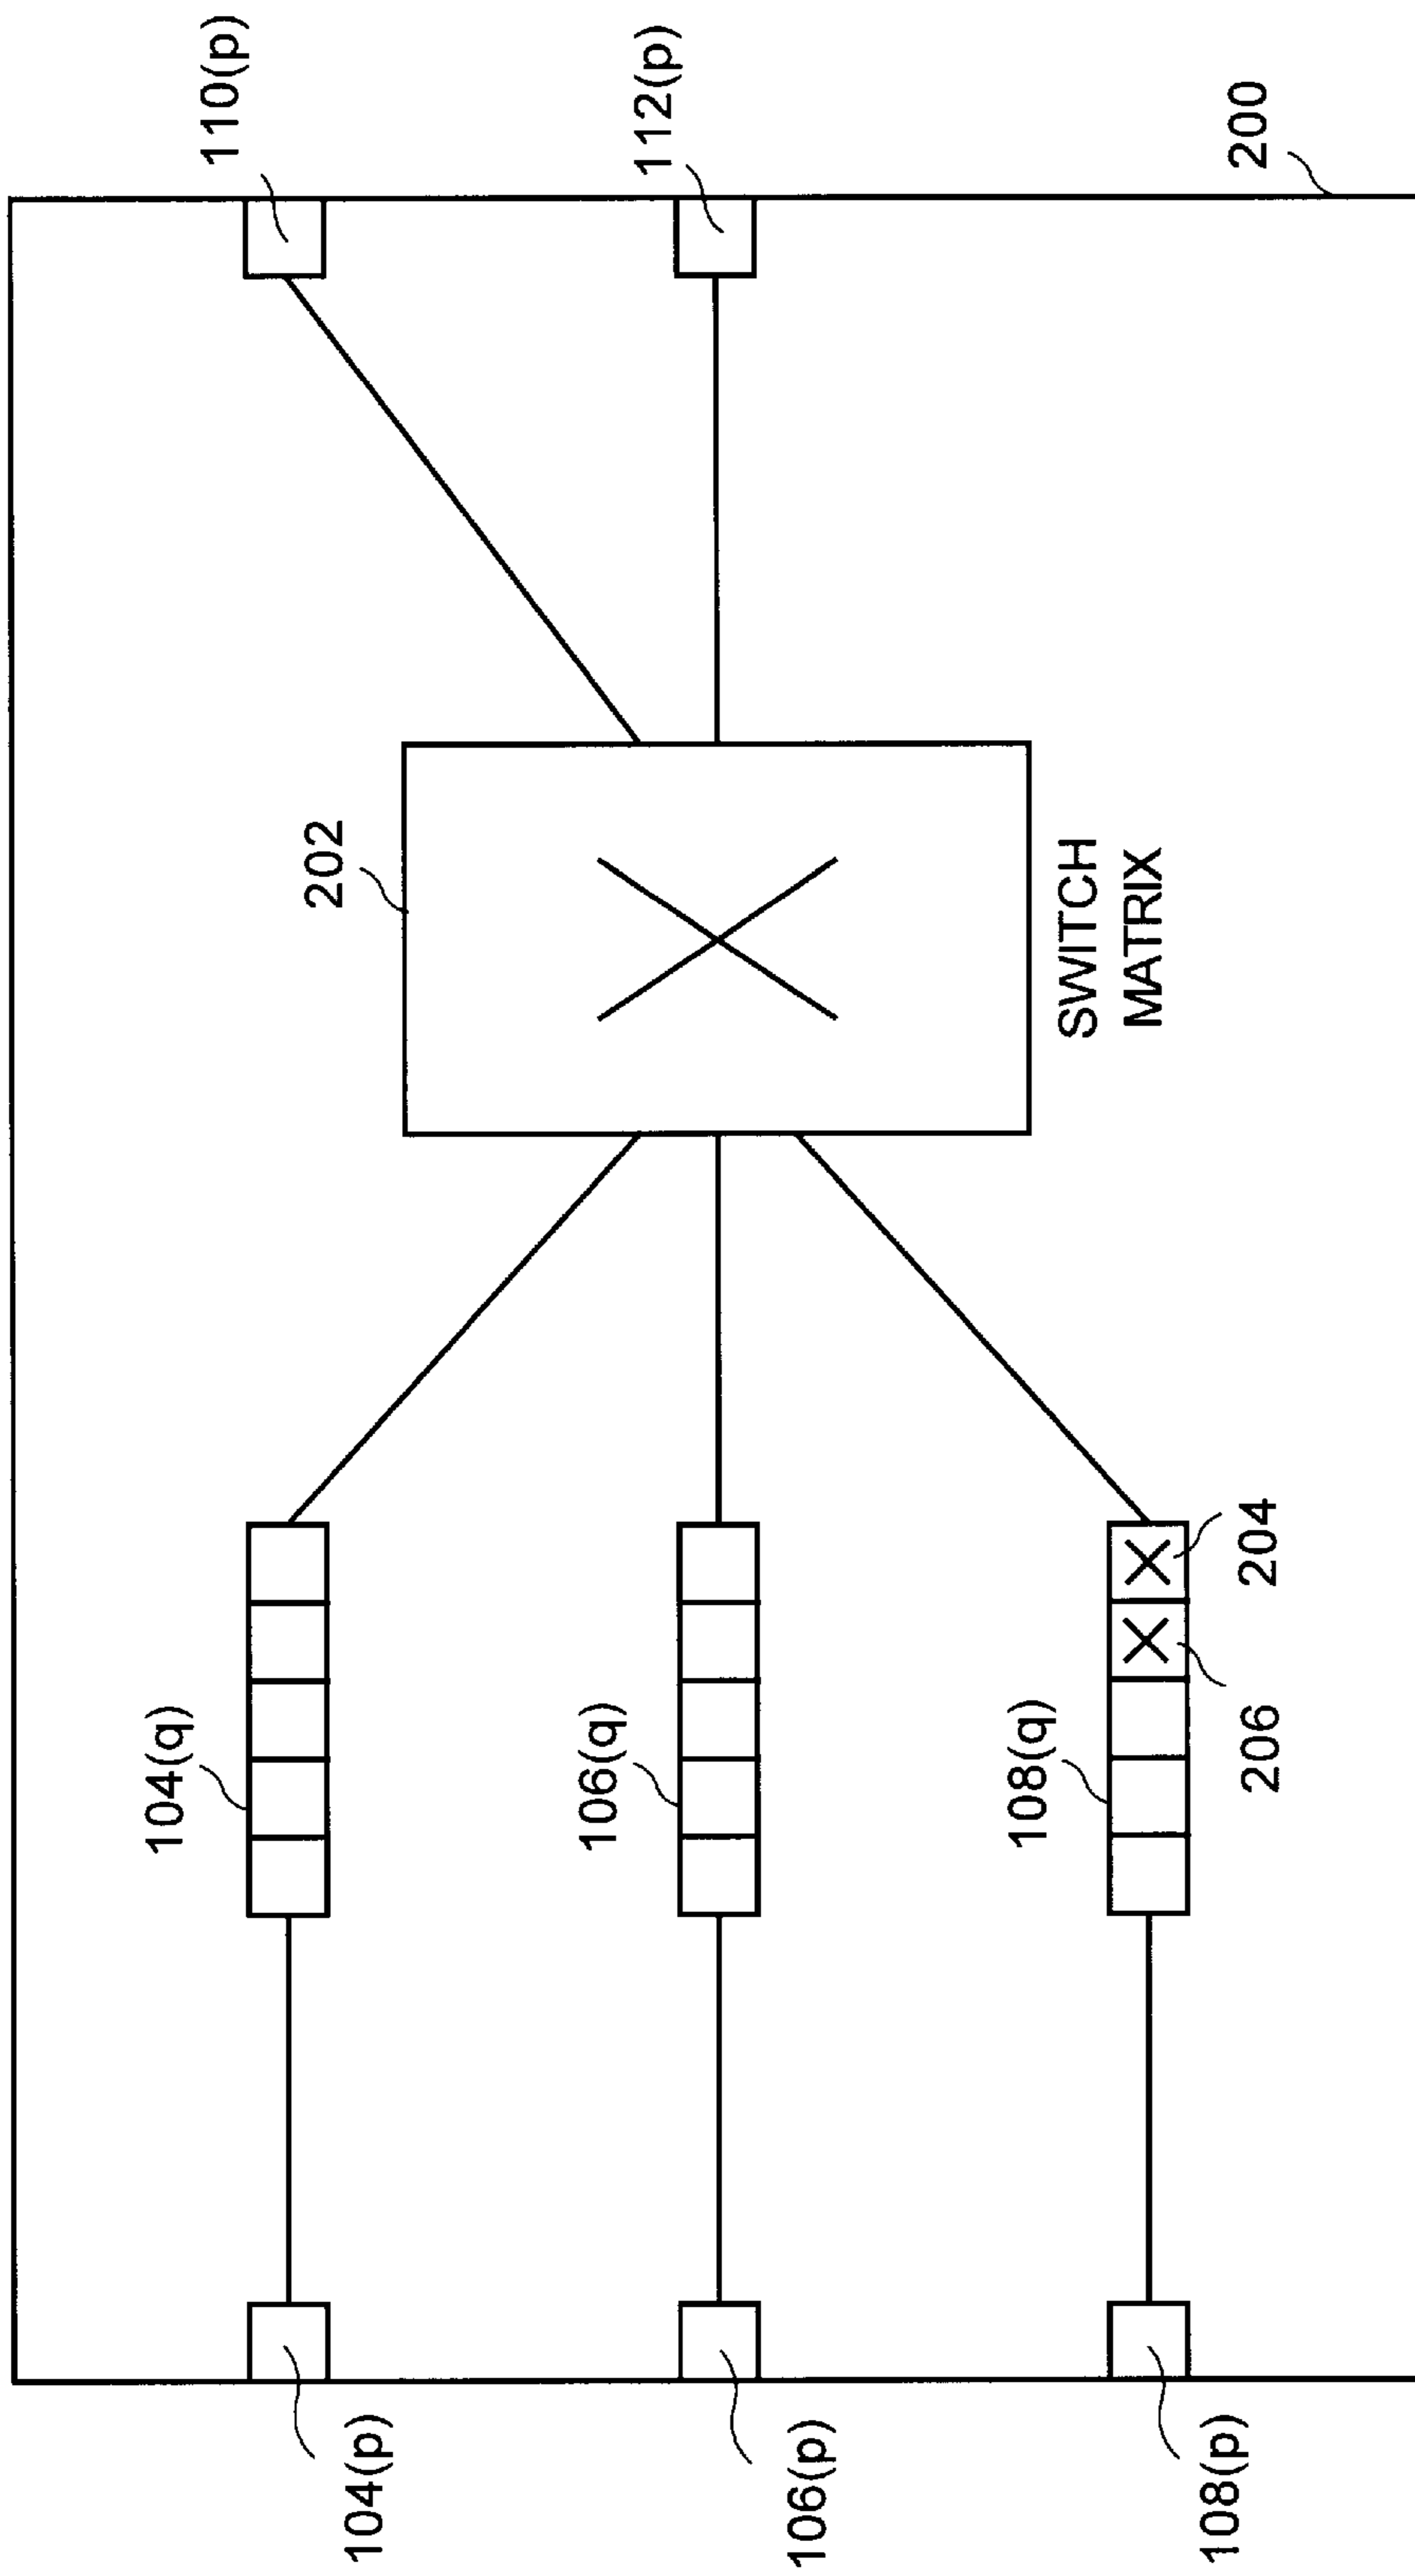 104(p)
104(q)
202
110(p)
106(p)
106(q)
112(p)
108(p)
108(q)
206
204
SWITCH
MATRIX
200